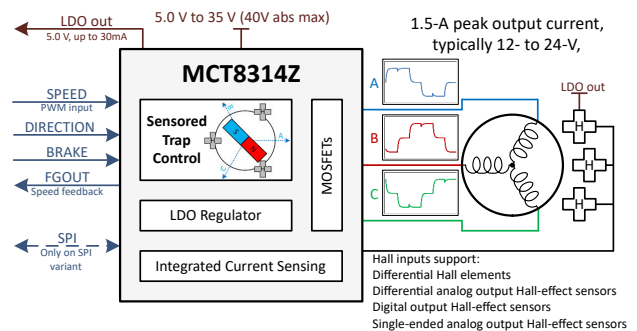 LDO out
5.0 V, up to 30mA
5.0 V to 35 V (40V abs max)
1.5-A peak output current,
typically 12- to 24-V,
MCT8314Z
SPEED
PWM input
DIRECTION
BRAKE
FGOUT
Speed feedback
SPI
Only on SPI
variant
Sensored
Trap
Control
H
H
H
A
B
C
S
N
MOSFETs
LDO Regulator
Integrated Current Sensing
A
B
C
LDO out
H
H
H
Hall inputs support:
Differential Hall elements
Differential analog output Hall-effect sensors
Digital output Hall-effect sensors
Single-ended analog output Hall-effect sensors